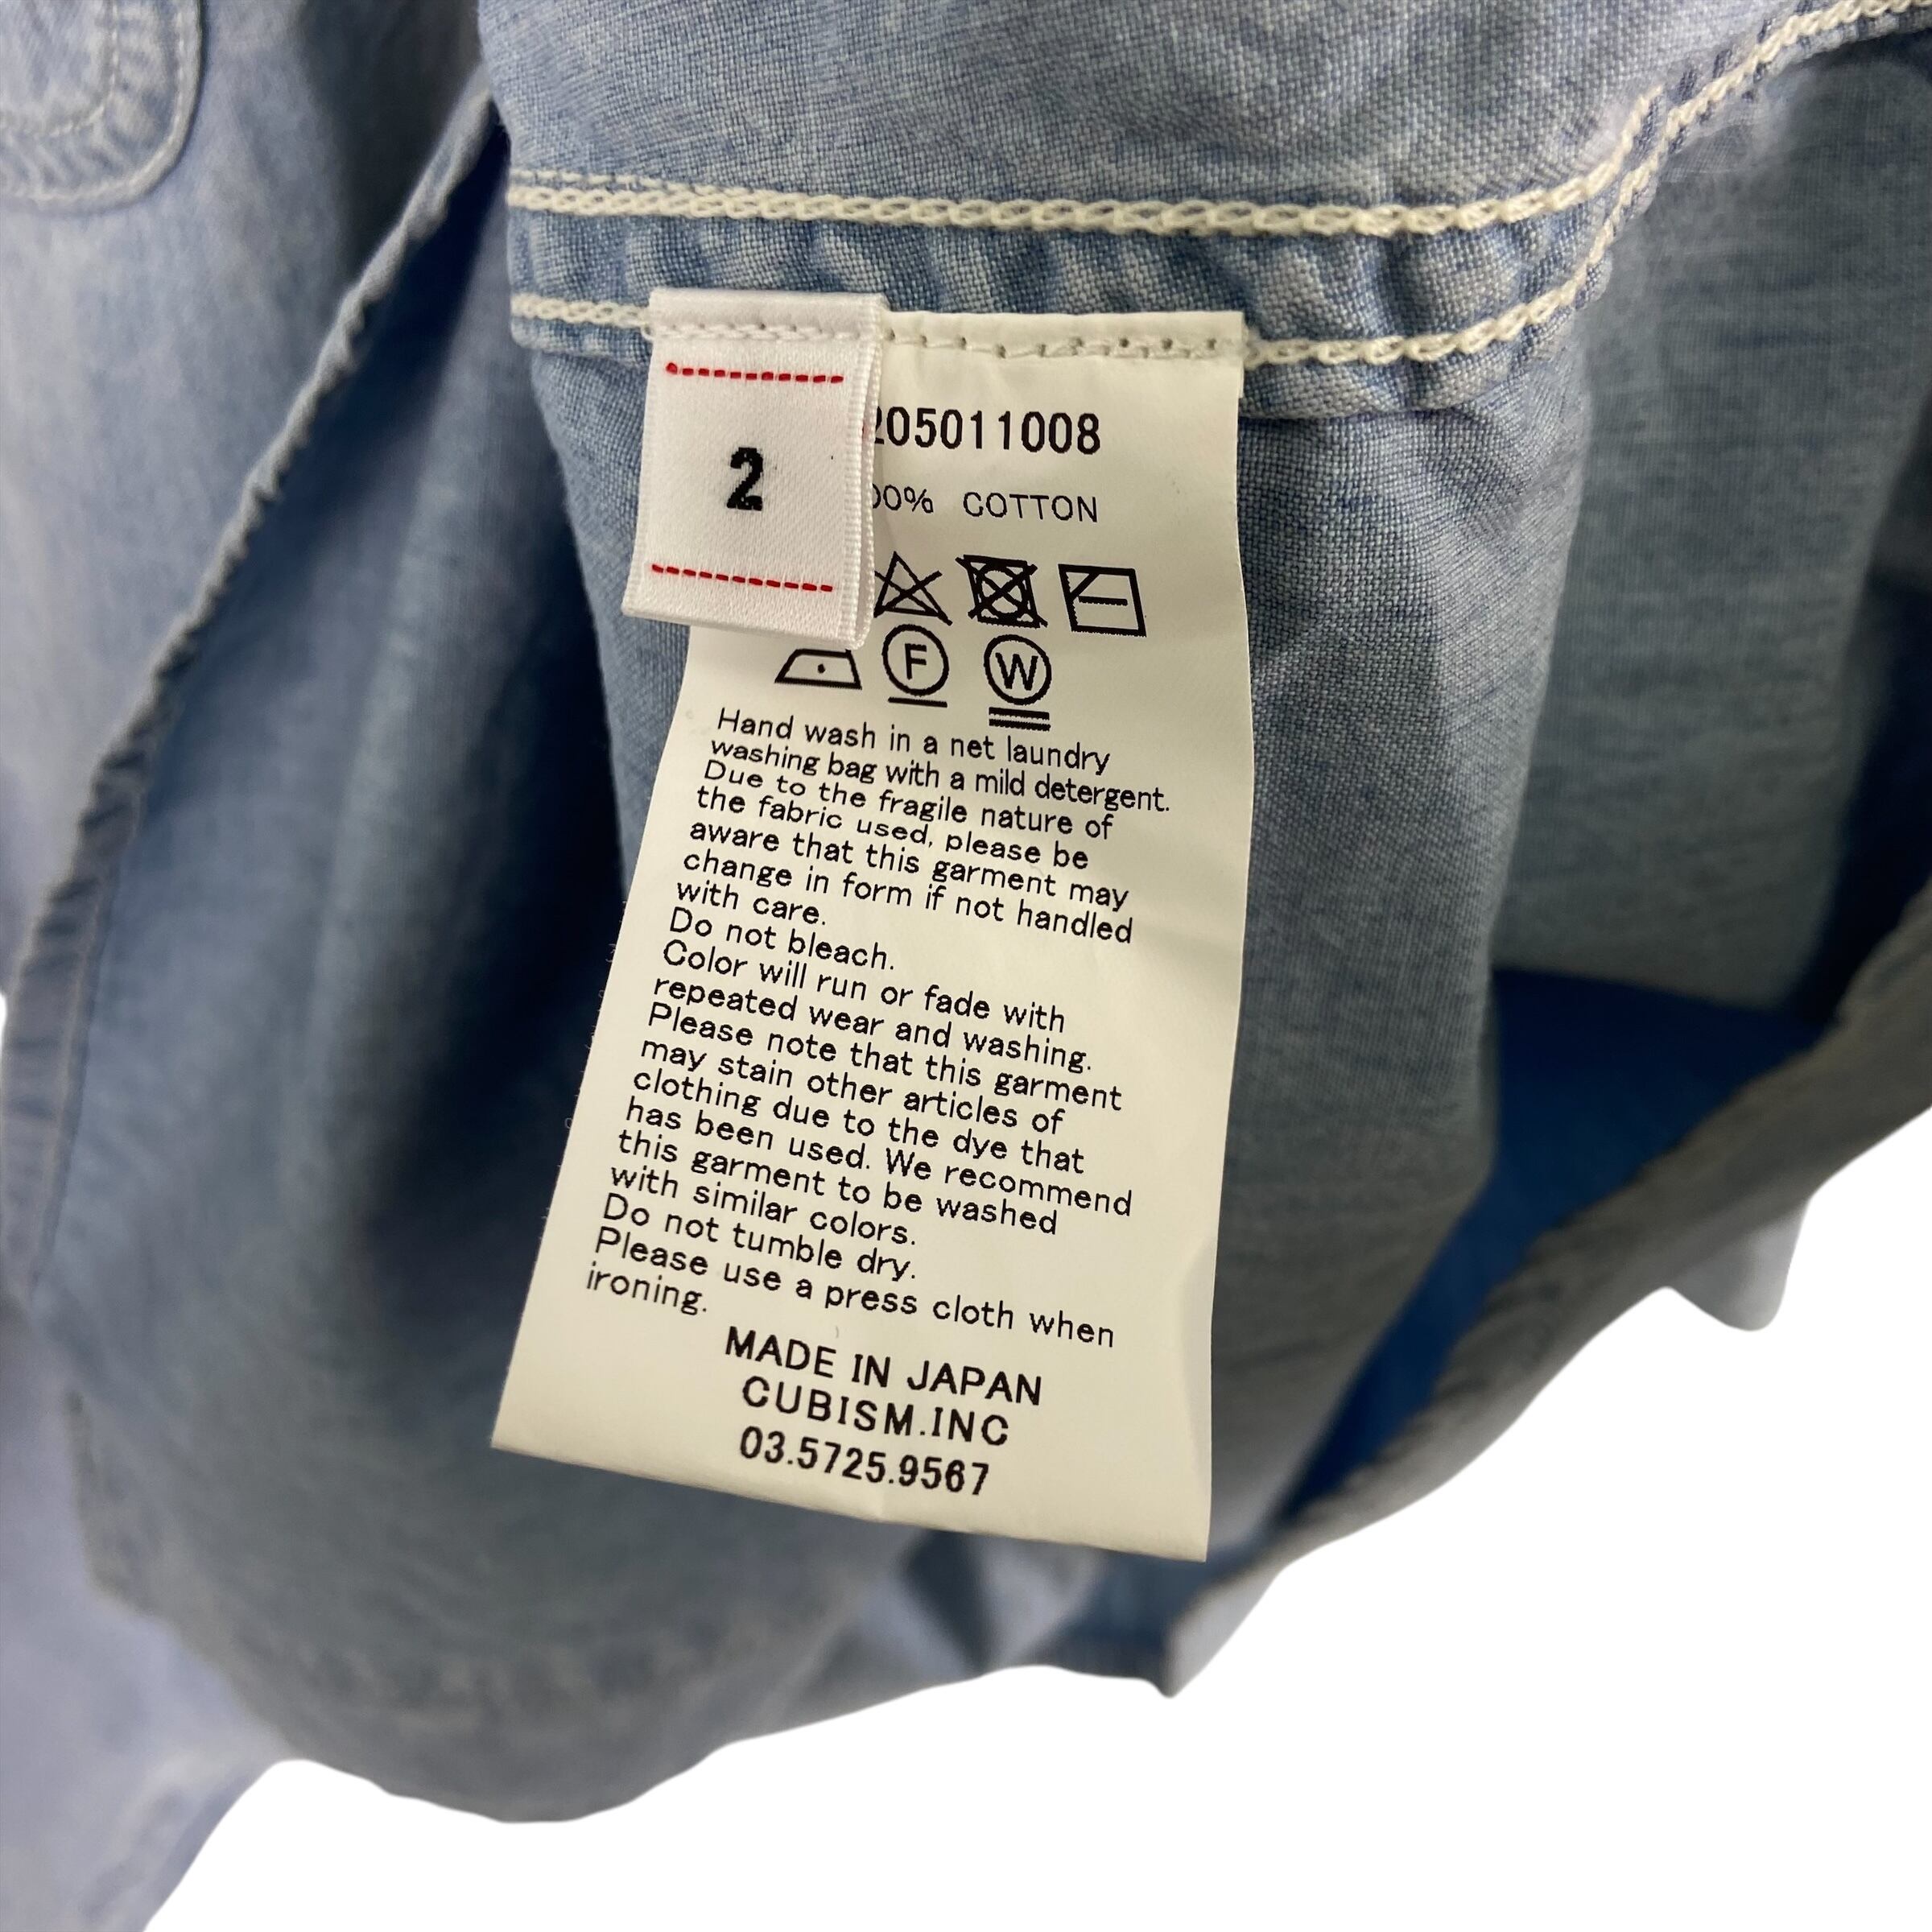 2
205011008
00% COTTON
F W
Hand wash in a net laundry
washing bag with a mild detergent.
Due to the fragile nature of
the fabric used, please be
aware that this garment may
change in form if not handled
with care.
Do not bleach.
Color will run or fade with
repeated wear and washing.
Please note that this garment
may stain other articles of
clothing due to the dye that
has been used. We recommend
this garment to be washed
with similar colors.
Do not tumble dry.
Please use a press cloth when
ironing.
MADE IN JAPAN
CUBISM.INC
03.5725.9567